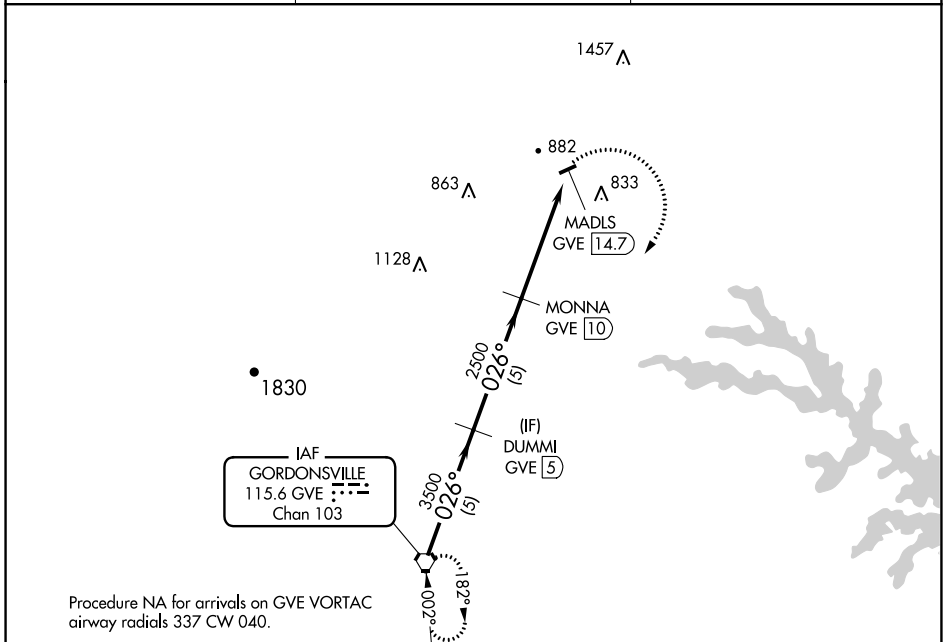 1457
882
863
833
MADLS
GVE 14.7
1128
MONNA
GVE 10
2500
026°
(5)
1830
(IF)
DUMMI
GVE 5
IAF
GORDONSVILLE
115.6 GVE
Chan 103
3500
026°
(5)
182°
002°
Procedure NA for arrivals on GVE VORTAC
airway radials 337 CW 040.